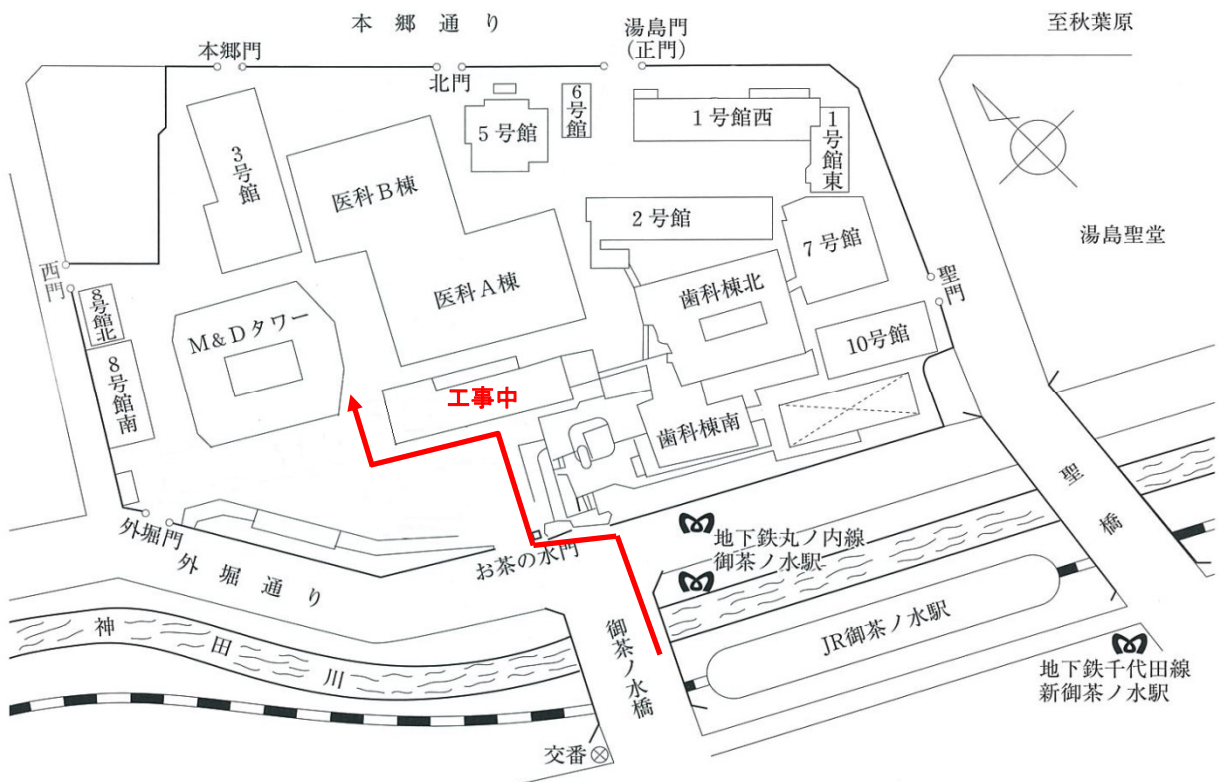 本郷通り
湯島門
(正門)
至秋葉原
本郷門
北門
6号館
5号館
1号館西
1号館東
3号館
医科B棟
2号館
7号館
湯島聖堂
西門
8号館北
医科A棟
歯科棟北
聖門
M&Dタワー
10号館
8号館南
工事中
歯科棟南
聖橋
外堀門
お茶の水門
地下鉄丸ノ内線
御茶ノ水駅
外堀通り
神田川
御茶ノ水橋
JR御茶ノ水駅
地下鉄千代田線
新御茶ノ水駅
交番